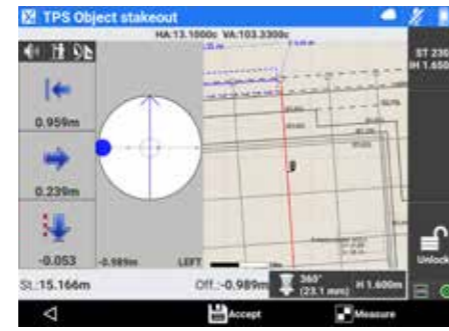 TPS Object stakeout
HA:13.1000c VA:103.3300c
ST 230
IH 1.650
0.959m
0.239m
-0.053
-0.989m
LEFT
St.:15.166m
Off.:-0.989m
360°
(23.1 mm)
H 1.600m
Unlock
Accept
Measure